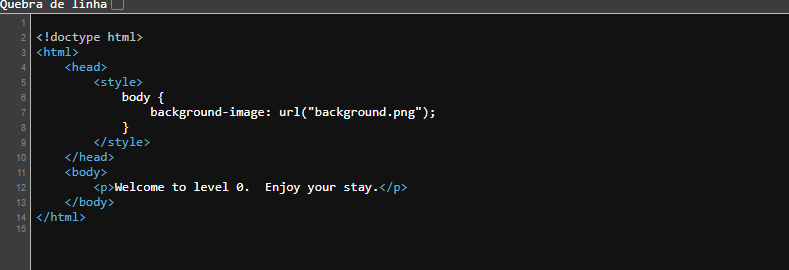 Quebra de linha
1
2 <!doctype html>
3 <html>
4     <head>
5         <style>
6             body {
7                 background-image: url("background.png");
8             }
9         </style>
10     </head>
11     <body>
12         <p>Welcome to level 0.  Enjoy your stay.</p>
13     </body>
14 </html>
15